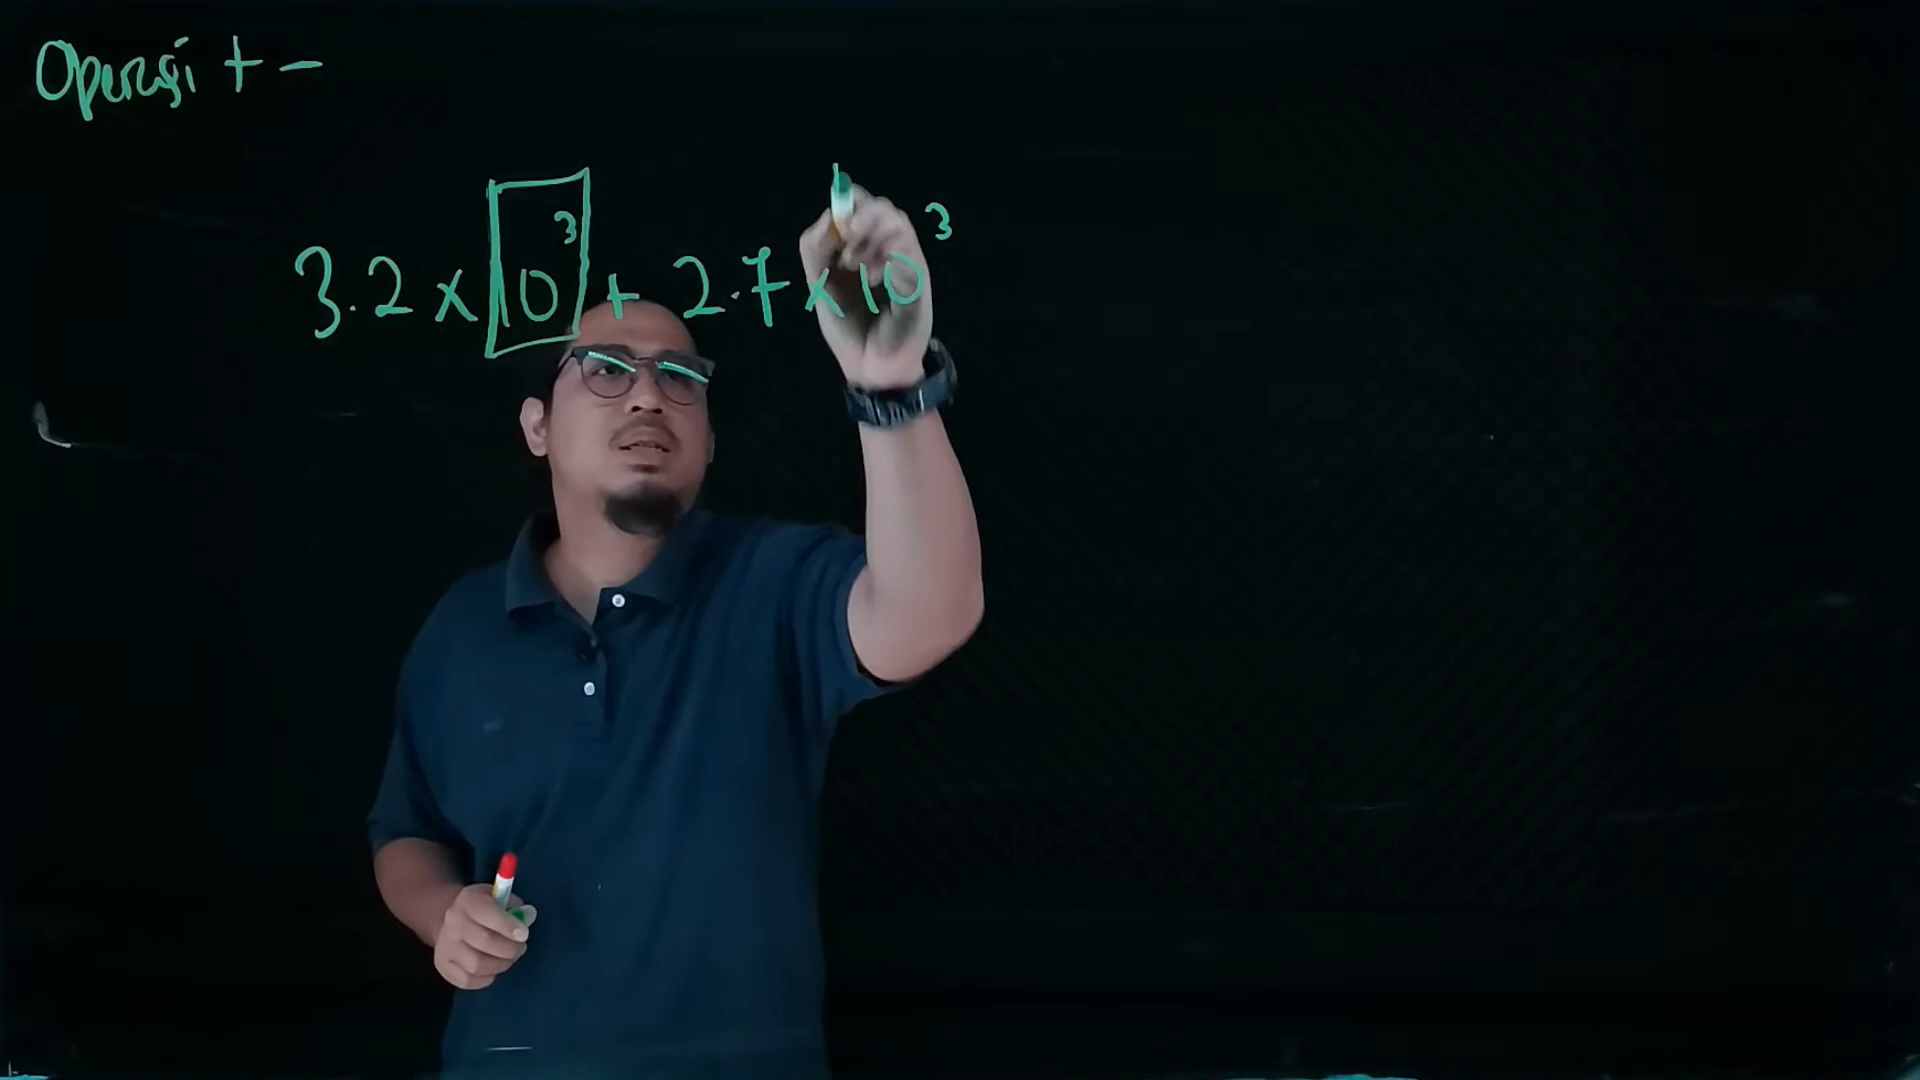 Operasi + -
3.2 x 10³ + 2.7 x 10³